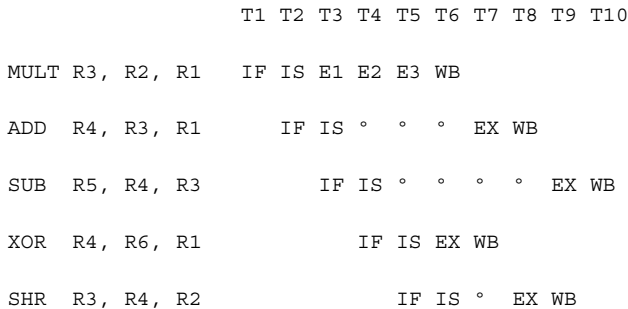 T1 T2 T3 T4 T5 T6 T7 T8 T9 T10
MULT R3, R2, R1 IF IS E1 E2 E3 WB
ADD R4, R3, R1 IF IS ° ° ° EX WB
SUB R5, R4, R3 IF IS ° ° ° ° EX WB
XOR R4, R6, R1 IF IS EX WB
SHR R3, R4, R2 IF IS ° EX WB